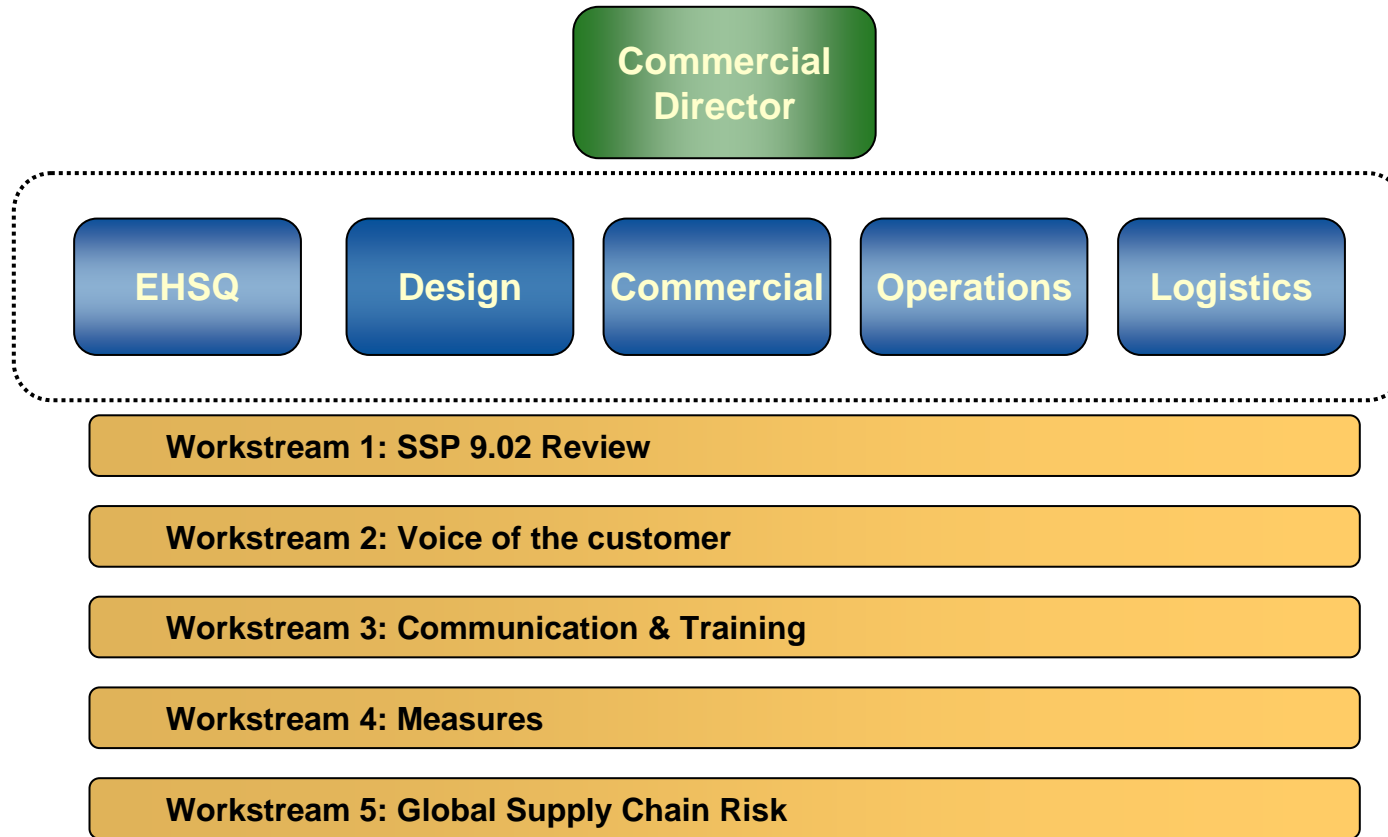 Commercial
Director
EHSQ
Design
Commercial
Operations
Logistics
Workstream 1: SSP 9.02 Review
Workstream 2: Voice of the customer
Workstream 3: Communication & Training
Workstream 4: Measures
Workstream 5: Global Supply Chain Risk